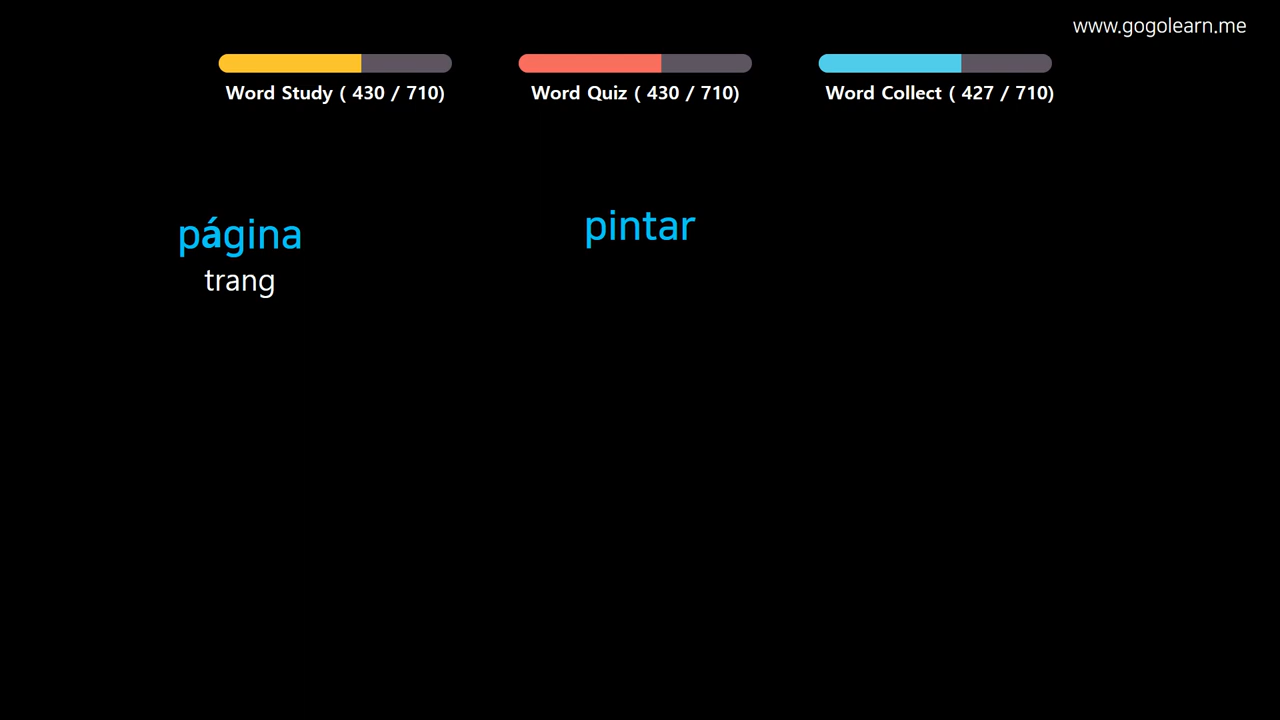 www.gogolearn.me
Word Study ( 430 / 710)
Word Quiz ( 430 / 710)
Word Collect ( 427 / 710)
página
trang
pintar